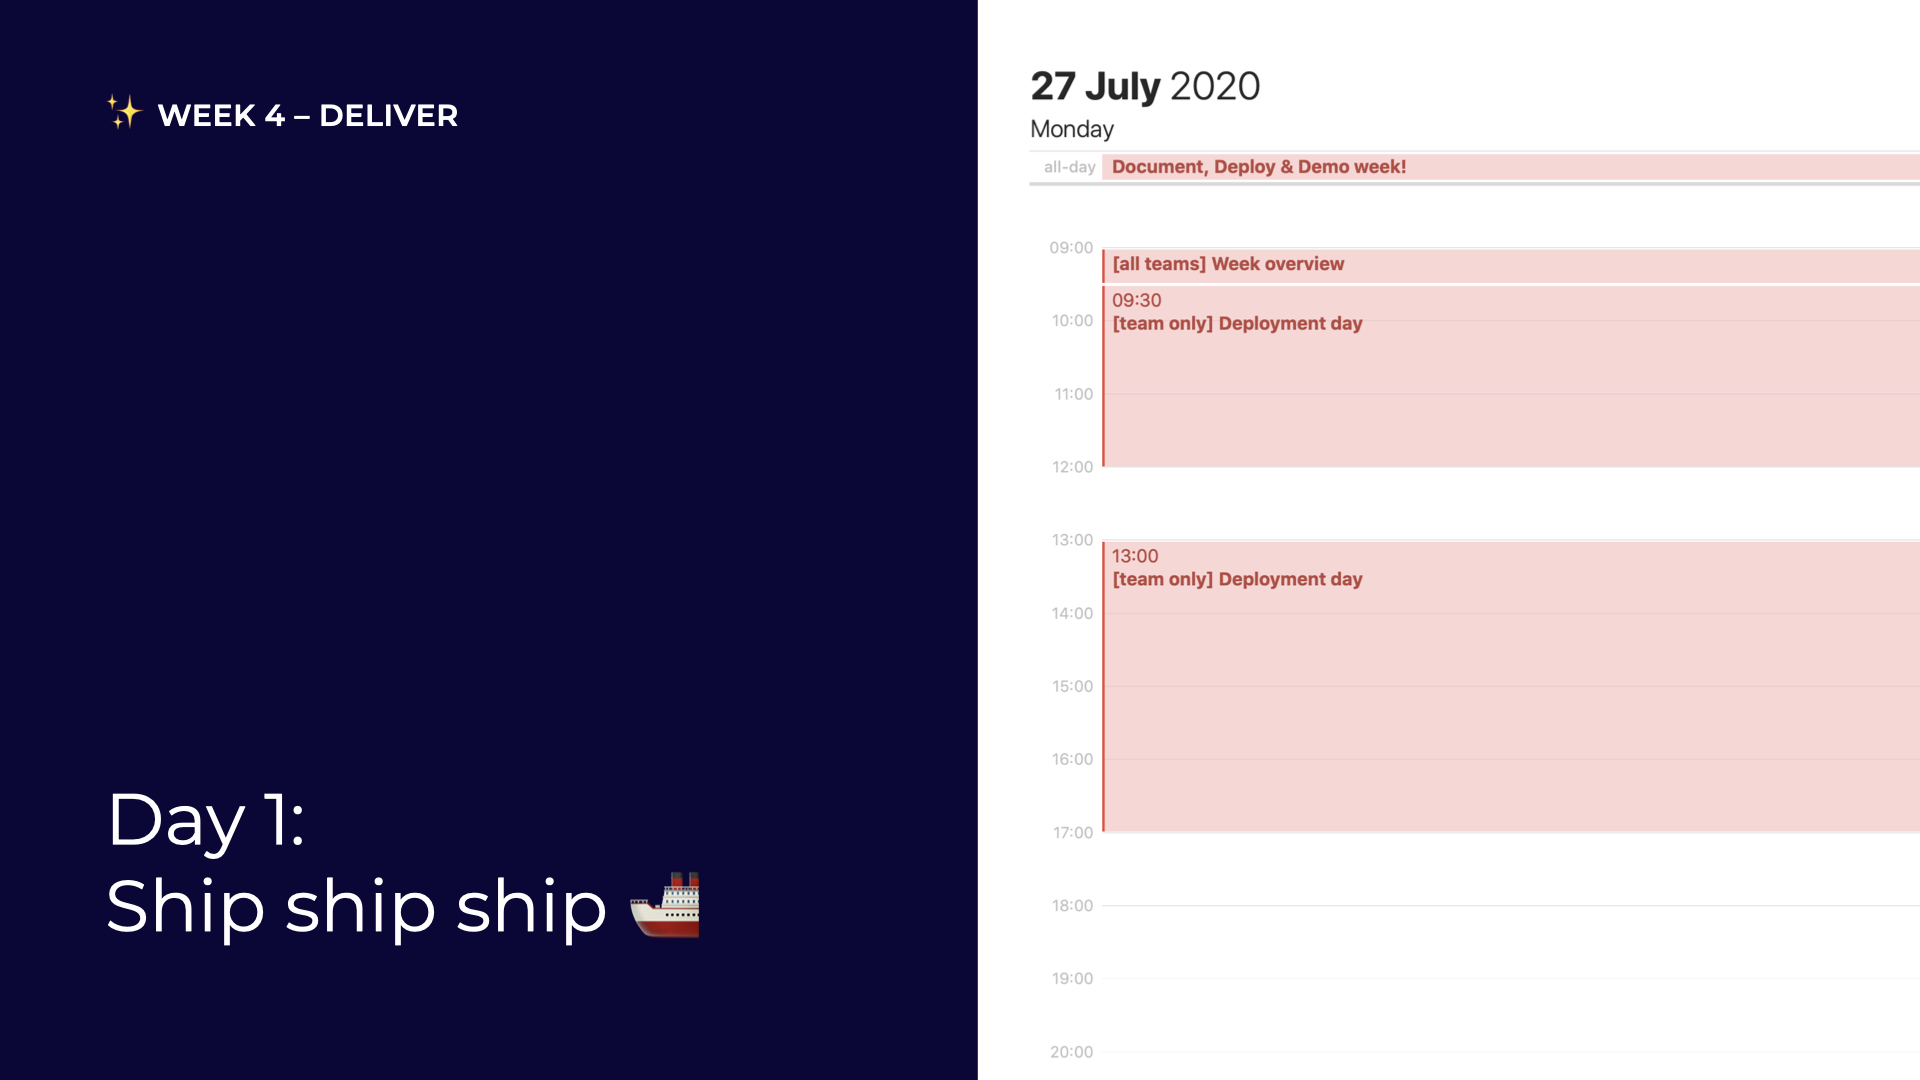 ✨ WEEK 4 – DELIVER
Day 1:
Ship ship ship 🚢
27 July 2020
Monday
all-day Document, Deploy & Demo week!
09:00
[all teams] Week overview
09:30
10:00
[team only] Deployment day
11:00
12:00
13:00
13:00
[team only] Deployment day
14:00
15:00
16:00
17:00
18:00
19:00
20:00